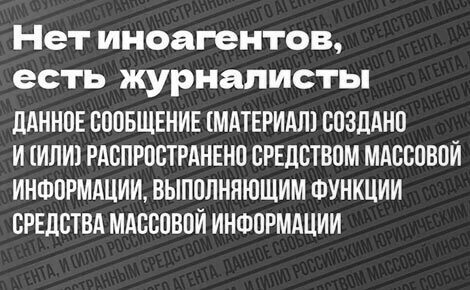 Нет иноагентов,
есть журналисты
ДАННОЕ СООБЩЕНИЕ (МАТЕРИАЛ) СОЗДАНО
И (ИЛИ) РАСПРОСТРАНЕНО СРЕДСТВОМ МАССОВОЙ
ИНФОРМАЦИИ, ВЫПОЛНЯЮЩИМ ФУНКЦИИ
СРЕДСТВА МАССОВОЙ ИНФОРМАЦИИ